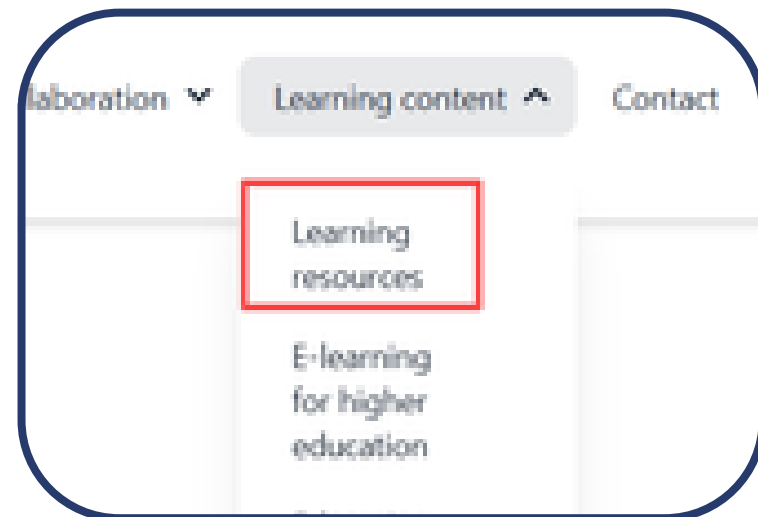 laboration
Learning content
Contact
Learning
resources
E-learning
for higher
education